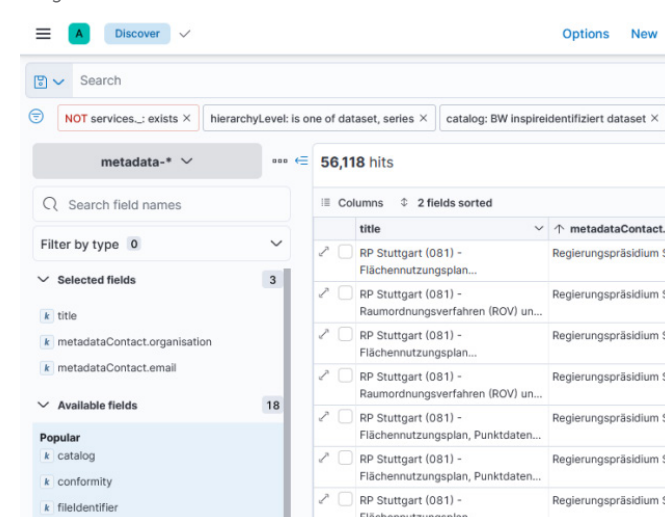 A Discover Options New
Search
NOT services._: exists × hierarchyLevel: is one of dataset, series × catalog: BW inspireidentifiziert dataset ×
metadata-*
56,118 hits
Search field names
Columns 2 fields sorted
Filter by type 0
title metadataContact.
Selected fields 3
k title
k metadataContact.organisation
k metadataContact.email
Available fields 18
Popular
k catalog
k conformity
k fileIdentifier
RP Stuttgart (081) -
Flächennutzungsplan...
Regierungspräsidium S
RP Stuttgart (081) -
Raumordnungsverfahren (ROV) un...
Regierungspräsidium S
RP Stuttgart (081) -
Flächennutzungsplan...
Regierungspräsidium S
RP Stuttgart (081) -
Raumordnungsverfahren (ROV) un...
Regierungspräsidium S
RP Stuttgart (081) -
Flächennutzungsplan, Punktdaten...
Regierungspräsidium S
RP Stuttgart (081) -
Flächennutzungsplan, Punktdaten...
Regierungspräsidium S
RP Stuttgart (081) -
Regierungspräsidium S